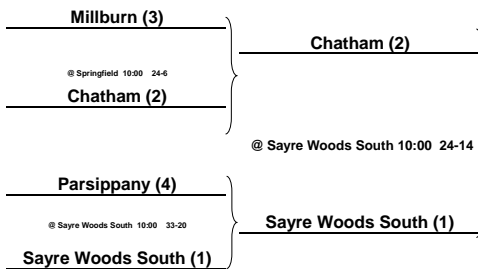 Millburn (3)
@ Springfield 10:00 24-6
Chatham (2)
Chatham (2)
@ Sayre Woods South 10:00 24-14
Parsippany (4)
@ Sayre Woods South 10:00 33-20
Sayre Woods South (1)
Sayre Woods South (1)